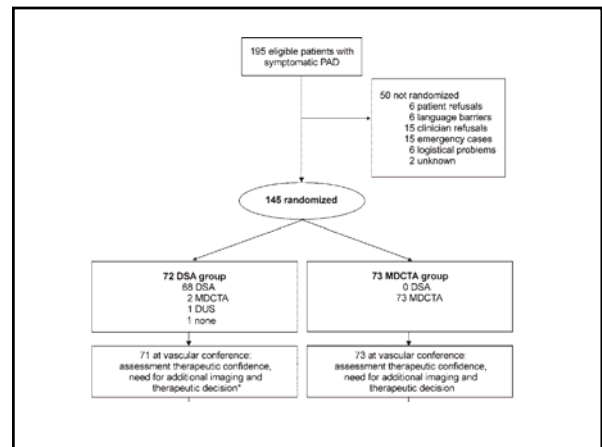 195 eligible patients with
symptomatic PAD
50 not randomized
6 patient refusals
6 language barriers
15 clinician refusals
15 emergency cases
6 logistical problems
2 unknown
145 randomized
72 DSA group
68 DSA
2 MDCTA
1 DUS
1 none
73 MDCTA group
0 DSA
73 MDCTA
71 at vascular conference:
assessment therapeutic confidence,
need for additional imaging and
therapeutic decision*
73 at vascular conference:
assessment therapeutic confidence,
need for additional imaging and
therapeutic decision